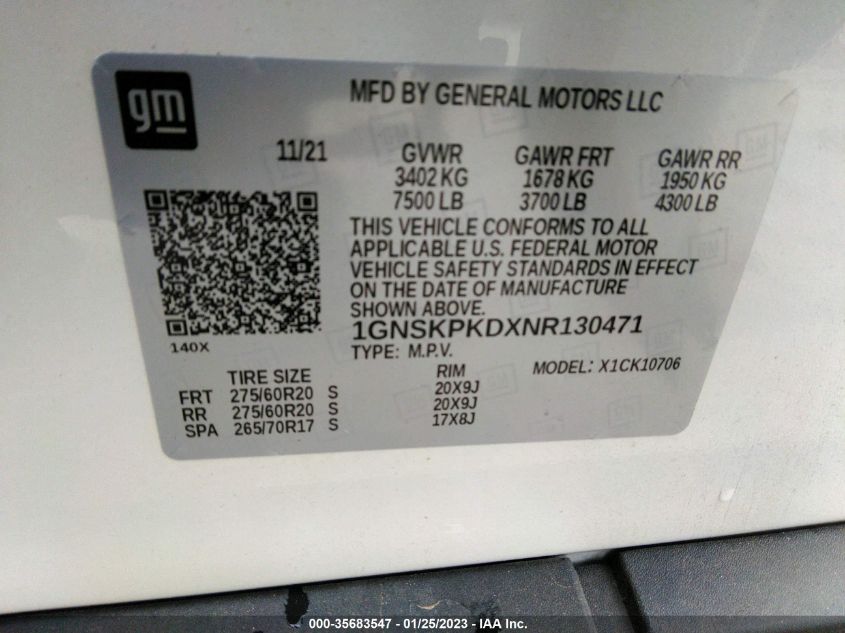 gm
MFD BY GENERAL MOTORS LLC
11/21 GVWR GAWR FRT GAWR RR
3402 KG 1678 KG 1950 KG
7500 LB 3700 LB 4300 LB
THIS VEHICLE CONFORMS TO ALL
APPLICABLE U.S. FEDERAL MOTOR
VEHICLE SAFETY STANDARDS IN EFFECT
ON THE DATE OF MANUFACTURE
SHOWN ABOVE.
1GNSKPKDXNR130471
140X
TYPE: M.P.V. MODEL: X1CK10706
TIRE SIZE RIM
FRT 275/60R20 S 20X9J
RR 275/60R20 S 20X9J
SPA 265/70R17 S 17X8J
000-35683547 - 01/25/2023 - IAA Inc.